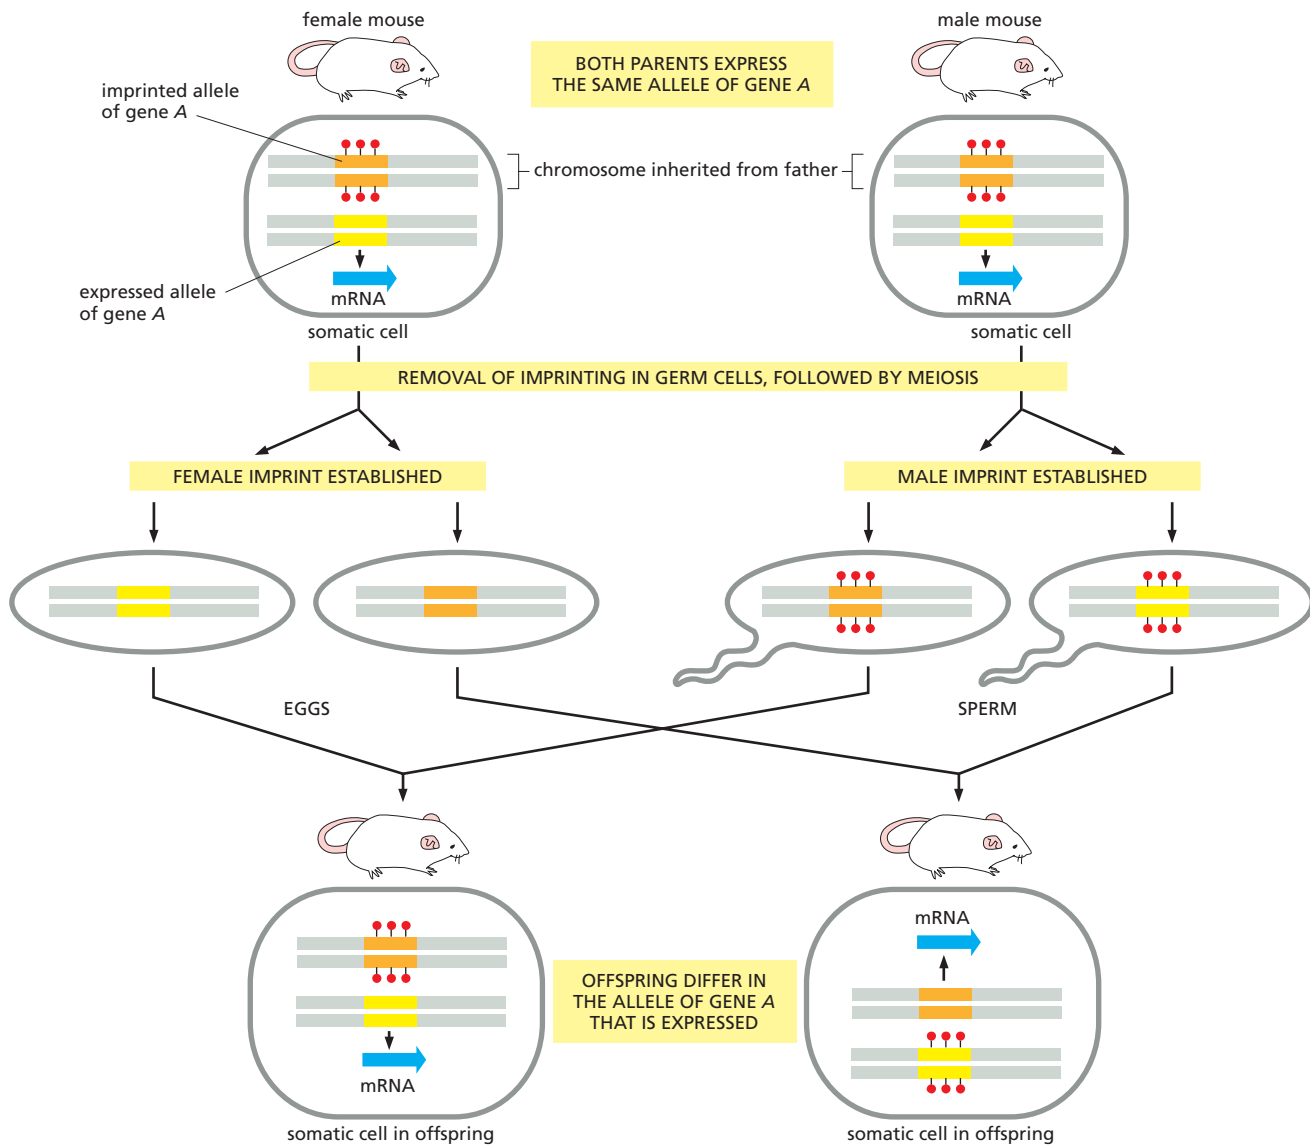 female mouse
male mouse
BOTH PARENTS EXPRESS
THE SAME ALLELE OF GENE A
imprinted allele
of gene A
chromosome inherited from father
expressed allele
of gene A
mRNA
mRNA
somatic cell
somatic cell
REMOVAL OF IMPRINTING IN GERM CELLS, FOLLOWED BY MEIOSIS
FEMALE IMPRINT ESTABLISHED
MALE IMPRINT ESTABLISHED
EGGS
SPERM
mRNA
OFFSPRING DIFFER IN
THE ALLELE OF GENE A
THAT IS EXPRESSED
mRNA
somatic cell in offspring
somatic cell in offspring